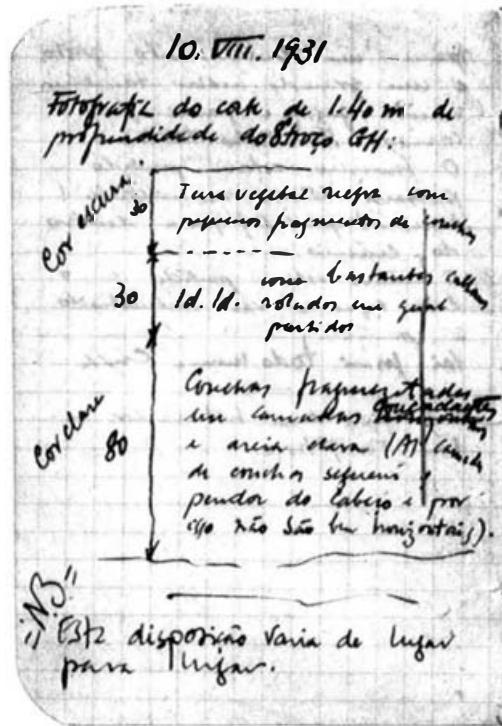 10. VIII. 1931
Fotografia do corte de 1.40 m de
profundidade do troço GH:
Cor escura
30
Terra vegetal negra com
pequenos fragmentos de conchas
30
Id. Id. com bastantes calhaus
rolados em geral
partidos
Cor clara
80
Conchas fragmentadas
em camadas
e areia clara (As camadas
de conchas seguem o
pendor do Cabeço e por
isso não são bem horizontais).
"NB"
Esta disposição varia de lugar
para lugar.